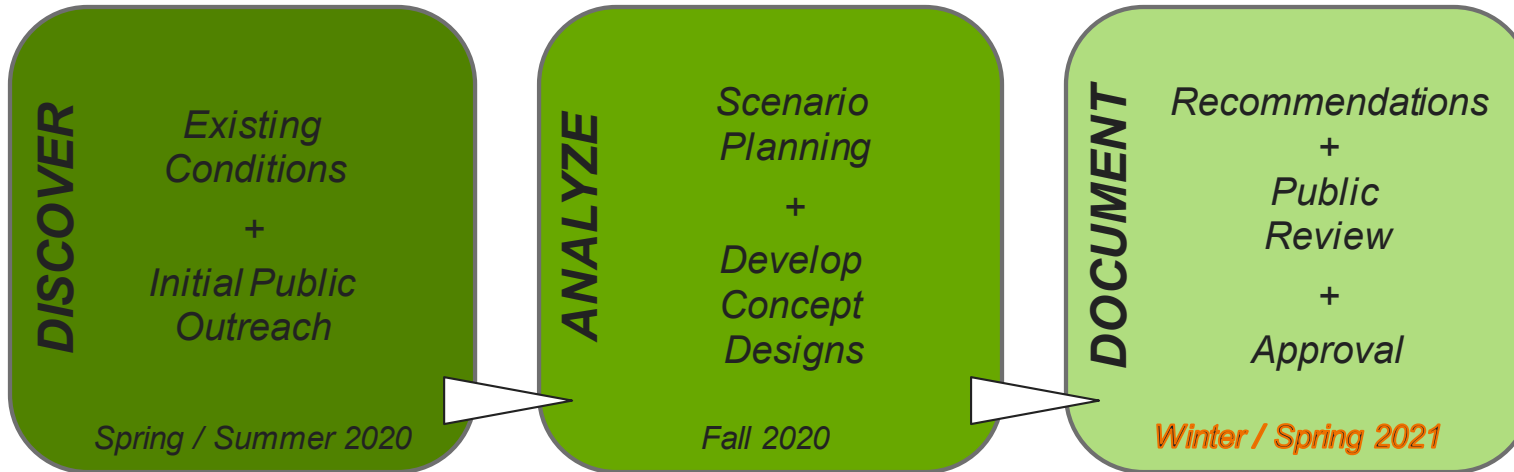 DISCOVER
Existing
Conditions
+
Initial Public
Outreach
Spring / Summer 2020
ANALYZE
Scenario
Planning
+
Develop
Concept
Designs
Fall 2020
DOCUMENT
Recommendations
+
Public
Review
+
Approval
Winter / Spring 2021